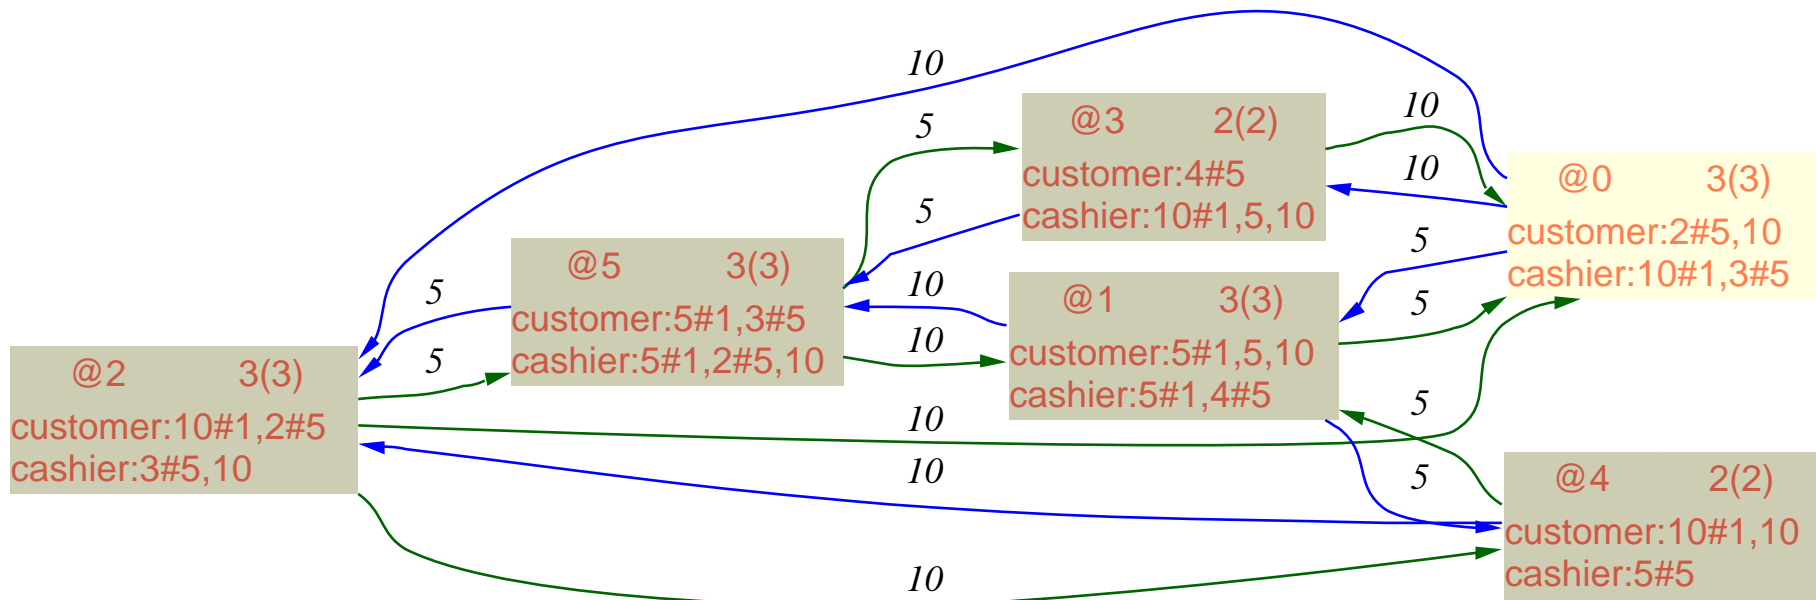 10
@3 2(2)
customer:4#5
cashier:10#1,5,10
5
10
10
@0 3(3)
customer:2#5,10
cashier:10#1,3#5
5
@5 3(3)
customer:5#1,3#5
cashier:5#1,2#5,10
5
5
10
10
@1 3(3)
customer:5#1,5,10
cashier:5#1,4#5
5
5
@2 3(3)
customer:10#1,2#5
cashier:3#5,10
10
10
10
5
5
@4 2(2)
customer:10#1,10
cashier:5#5